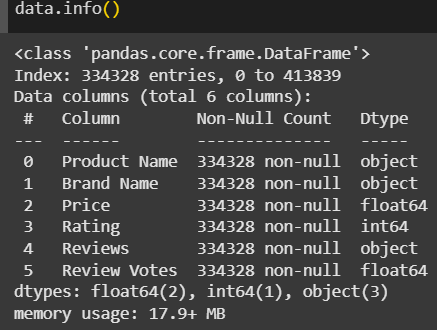 data.info()
<class 'pandas.core.frame.DataFrame'>
Index: 334328 entries, 0 to 413839
Data columns (total 6 columns):
 #   Column        Non-Null Count   Dtype
---  ------        --------------   -----
 0   Product Name  334328 non-null  object
 1   Brand Name    334328 non-null  object
 2   Price         334328 non-null  float64
 3   Rating        334328 non-null  int64
 4   Reviews       334328 non-null  object
 5   Review Votes  334328 non-null  float64
dtypes: float64(2), int64(1), object(3)
memory usage: 17.9+ MB